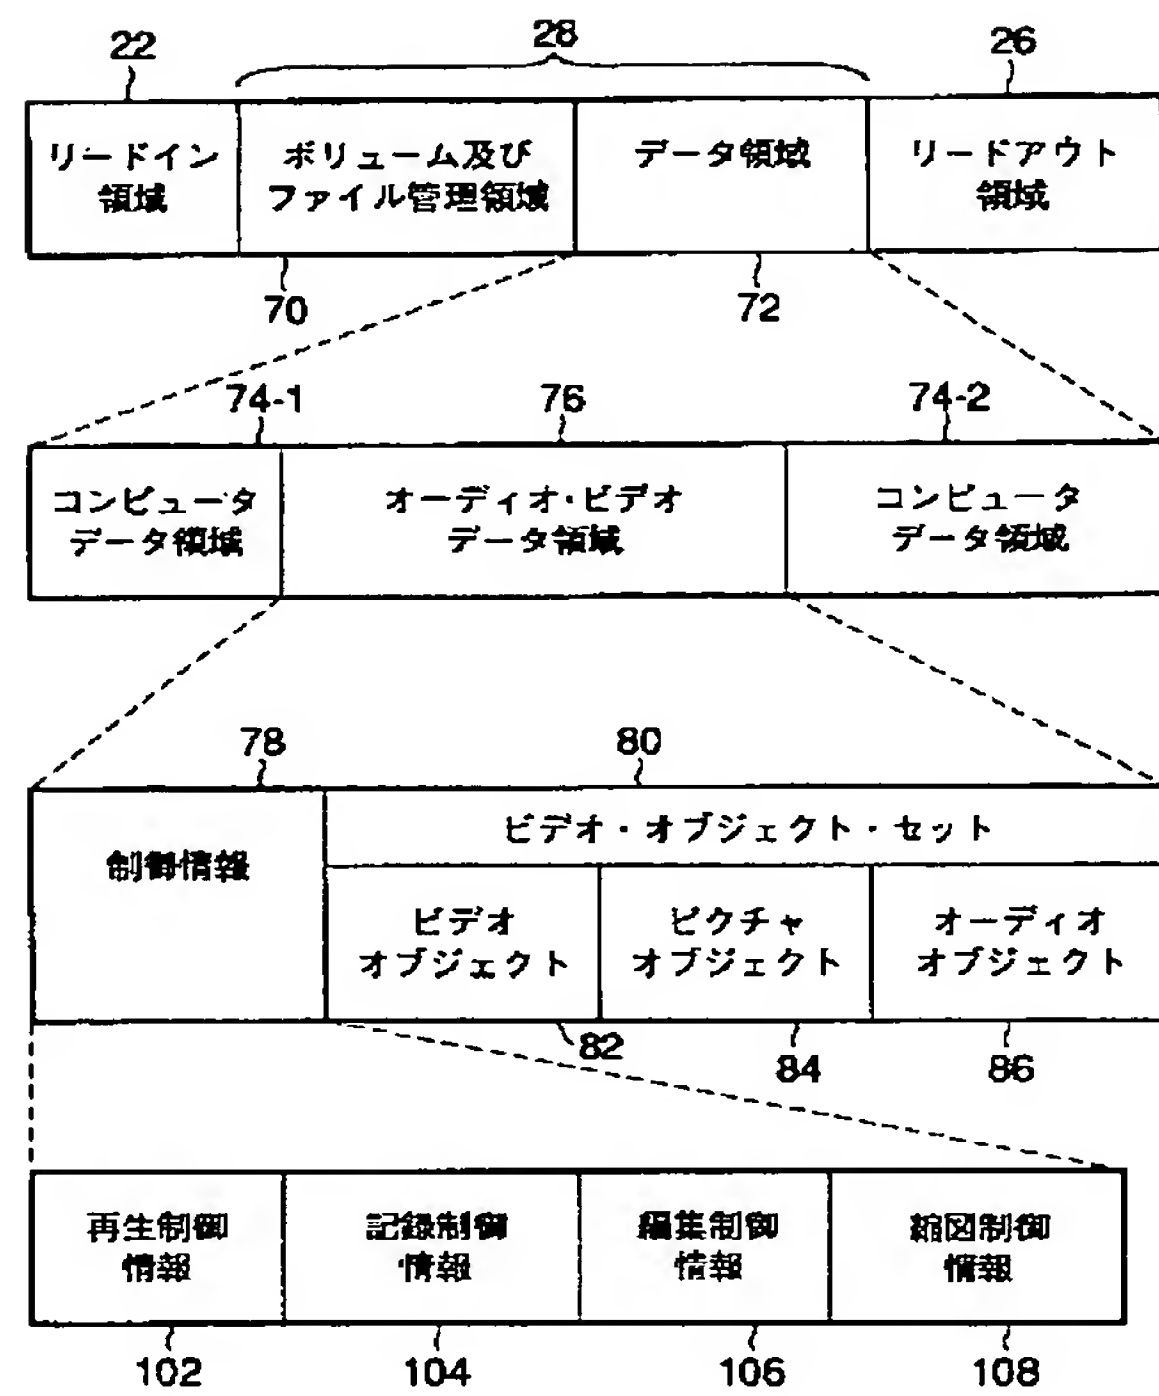 22
28
26
リードイン
領域
ボリューム及び
ファイル管理領域
データ領域
リードアウト
領域
70
72
74-1
76
74-2
コンピュータ
データ領域
オーディオ・ビデオ
データ領域
コンピュータ
データ領域
78
80
制御情報
ビデオ・オブジェクト・セット
ビデオ
オブジェクト
ピクチャ
オブジェクト
オーディオ
オブジェクト
82
84
86
再生制御
情報
記録制御
情報
編集制御
情報
縮図制御
情報
102
104
106
108